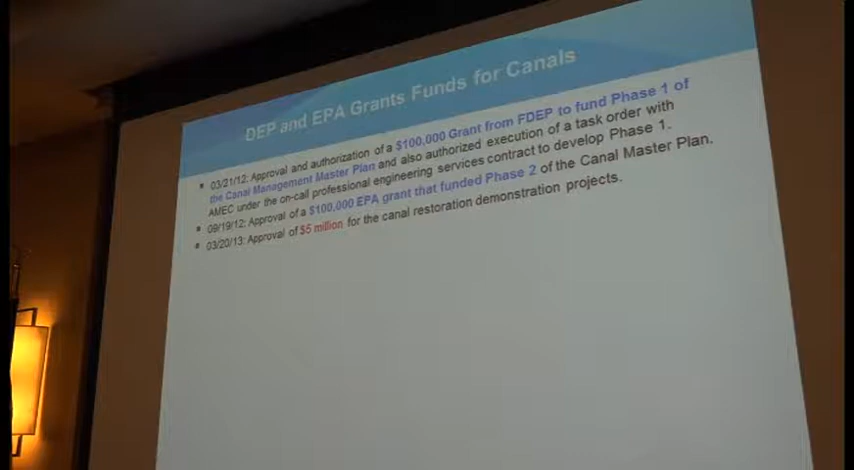 DEP and EPA Grants Funds for Canals
• 03/21/12: Approval and authorization of a $100,000 Grant from FDEP to fund Phase 1 of
the Canal Management Master Plan and also authorized execution of a task order with
AMEC under the on-call professional engineering services contract to develop Phase 1.
• 09/19/12: Approval of a $100,000 EPA grant that funded Phase 2 of the Canal Master Plan.
• 03/20/13: Approval of $5 million for the canal restoration demonstration projects.